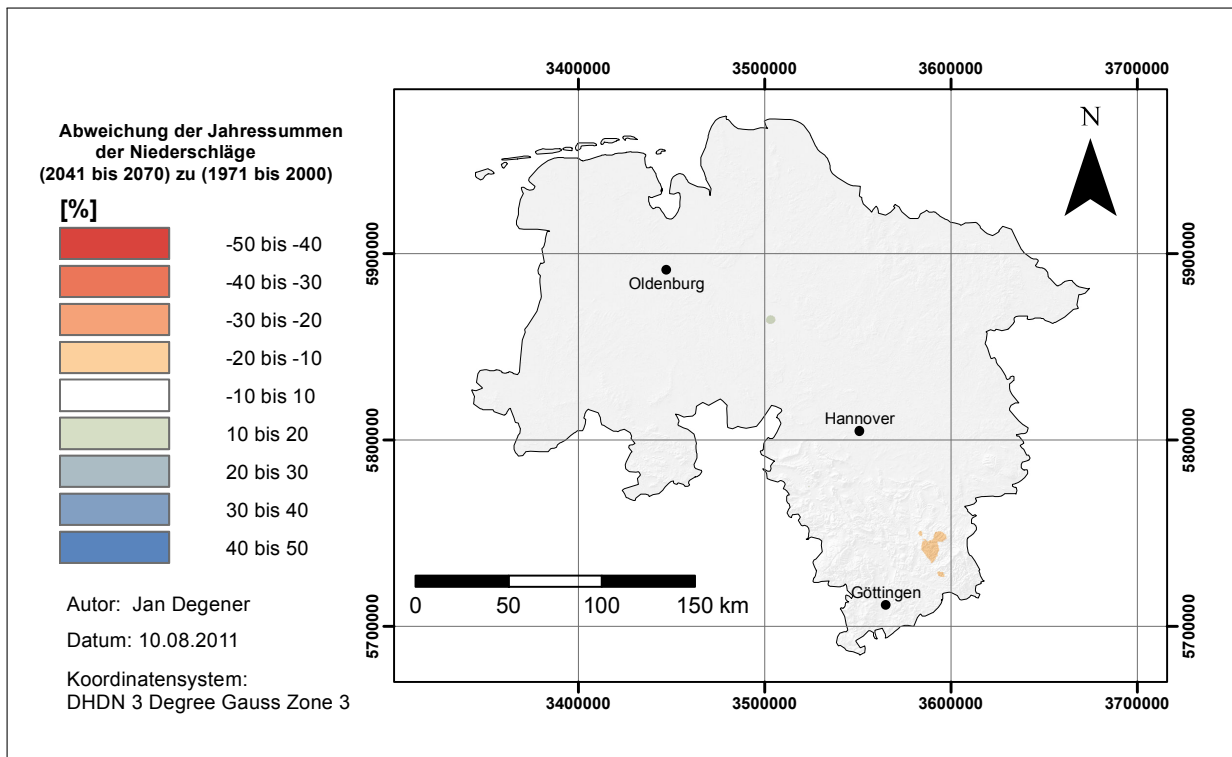 Abweichung der Jahressummen
der Niederschläge
(2041 bis 2070) zu (1971 bis 2000)
[%]
-50 bis -40
-40 bis -30
-30 bis -20
-20 bis -10
-10 bis 10
10 bis 20
20 bis 30
30 bis 40
40 bis 50
Autor: Jan Degener
Datum: 10.08.2011
Koordinatensystem:
DHDN 3 Degree Gauss Zone 3
3400000 3500000 3600000 3700000
N
5900000 5900000
Oldenburg
Hannover
5800000 5800000
Göttingen
0 50 100 150 km
5700000 5700000
3400000 3500000 3600000 3700000